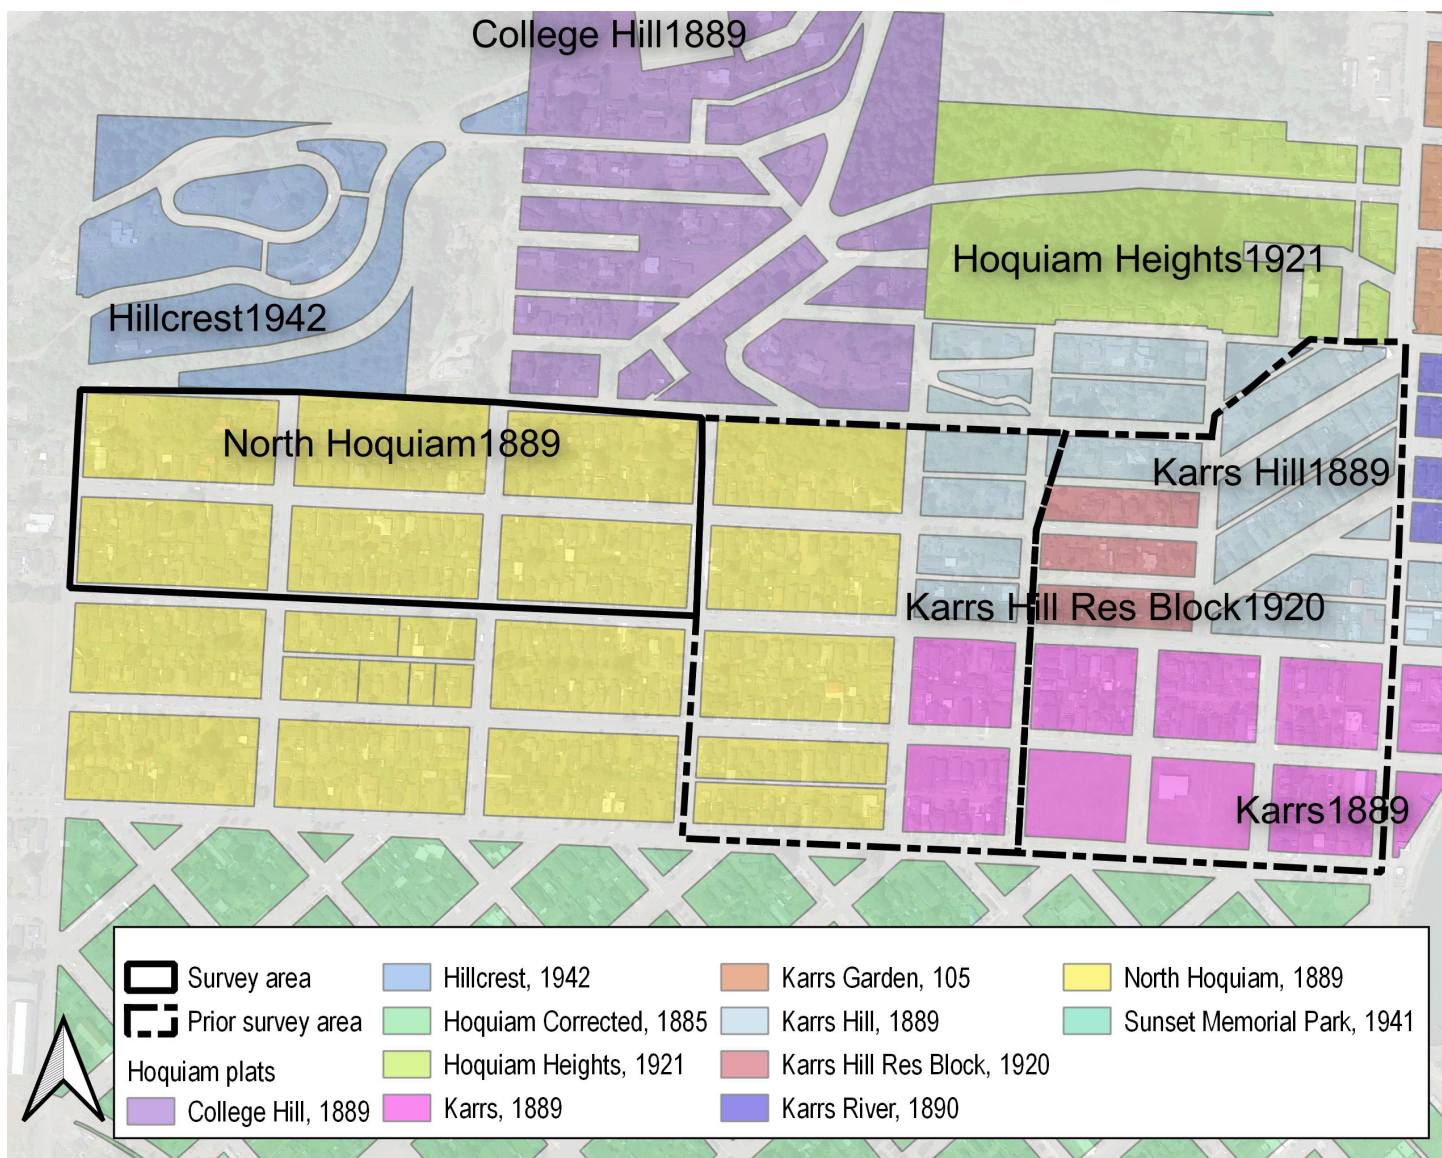 College Hill1889
Hoquiam Heights1921
Hillcrest1942
North Hoquiam1889
Karrs Hill1889
Karrs Hill Res Block1920
Karrs1889
Survey area
Prior survey area
Hoquiam plats
College Hill, 1889
Hillcrest, 1942
Hoquiam Corrected, 1885
Hoquiam Heights, 1921
Karrs, 1889
Karrs Garden, 105
Karrs Hill, 1889
Karrs Hill Res Block, 1920
Karrs River, 1890
North Hoquiam, 1889
Sunset Memorial Park, 1941